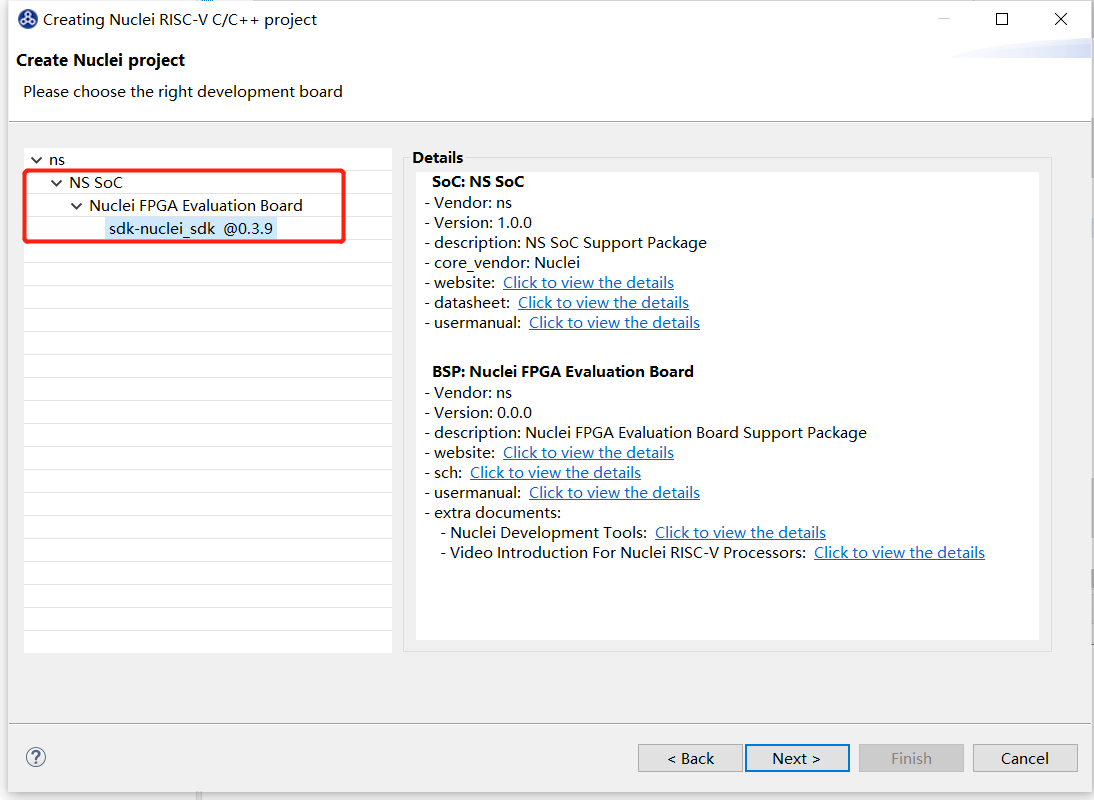 Creating Nuclei RISC-V C/C++ project
Create Nuclei project
Please choose the right development board
ns
NS SoC
Nuclei FPGA Evaluation Board
sdk-nuclei_sdk @0.3.9
Details
SoC: NS SoC
- Vendor: ns
- Version: 1.0.0
- description: NS SoC Support Package
- core_vendor: Nuclei
- website: Click to view the details
- datasheet: Click to view the details
- usermanual: Click to view the details
BSP: Nuclei FPGA Evaluation Board
- Vendor: ns
- Version: 0.0.0
- description: Nuclei FPGA Evaluation Board Support Package
- website: Click to view the details
- sch: Click to view the details
- usermanual: Click to view the details
- extra documents:
- Nuclei Development Tools: Click to view the details
- Video Introduction For Nuclei RISC-V Processors: Click to view the details
?
< Back
Next >
Finish
Cancel